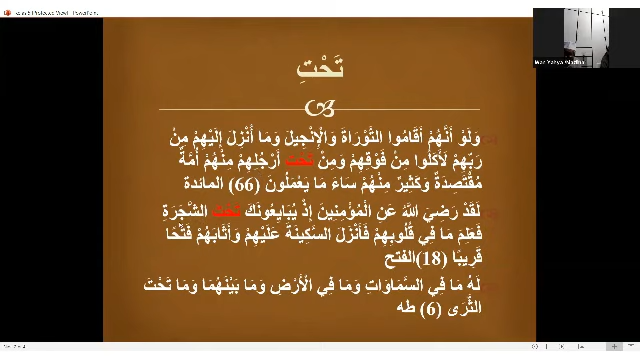 تَحْتِ
وَلَوْ أَنَّهُمْ أَقَامُوا التَّوْرَاةَ وَالْإِنْجِيلَ وَمَا أُنْزِلَ إِلَيْهِمْ مِنْ
رَبِّهِمْ لَأَكَلُوا مِنْ فَوْقِهِمْ وَمِنْ تَحْتِ أَرْجُلِهِمْ مِنْهُمْ أُمَّةٌ
مُقْتَصِدَةٌ وَكَثِيرٌ مِنْهُمْ سَاءَ مَا يَعْمَلُونَ (66) المائدة
لَقَدْ رَضِيَ اللَّهُ عَنِ الْمُؤْمِنِينَ إِذْ يُبَايِعُونَكَ تَحْتَ الشَّجَرَةِ
فَعَلِمَ مَا فِي قُلُوبِهِمْ فَأَنْزَلَ السَّكِينَةَ عَلَيْهِمْ وَأَثَابَهُمْ فَتْحًا
قَرِيبًا (18)الفتح
لَهُ مَا فِي السَّمَاوَاتِ وَمَا فِي الْأَرْضِ وَمَا بَيْنَهُمَا وَمَا تَحْتَ
الثَّرَى (6) طه